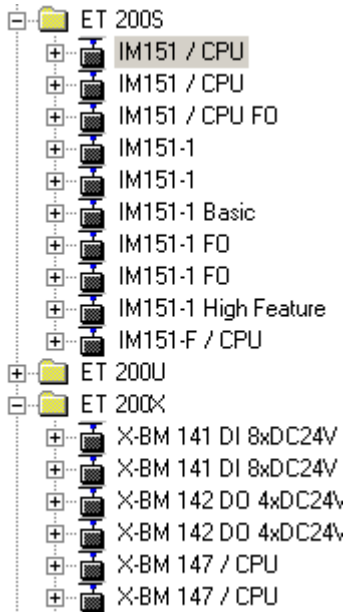 ET 200S
IM151 / CPU
IM151 / CPU
IM151 / CPU FO
IM151-1
IM151-1
IM151-1 Basic
IM151-1 FO
IM151-1 FO
IM151-1 High Feature
IM151-F / CPU
ET 200U
ET 200X
X-BM 141 DI 8xDC24V
X-BM 141 DI 8xDC24V
X-BM 142 DO 4xDC24V
X-BM 142 DO 4xDC24V
X-BM 147 / CPU
X-BM 147 / CPU